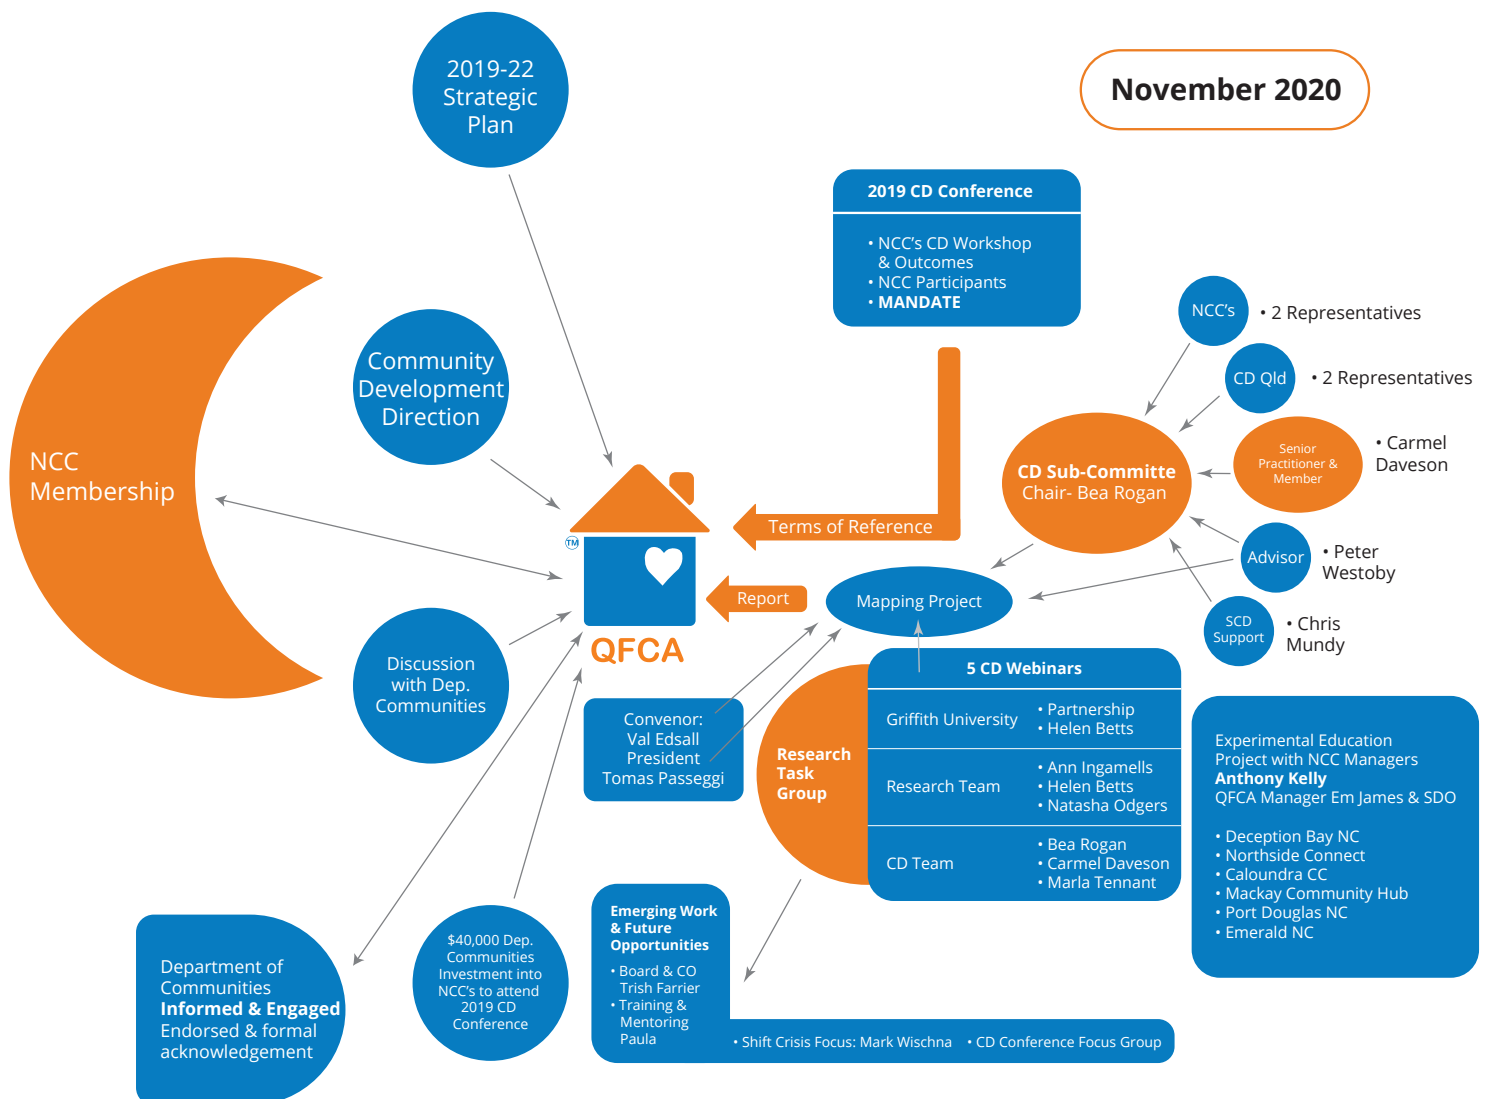 2019-22
Strategic
Plan
November 2020
2019 CD Conference
• NCC's CD Workshop
& Outcomes
• NCC Participants
• MANDATE
NCC's
• 2 Representatives
CD Qld
• 2 Representatives
Senior
Practitioner &
Member
• Carmel
Daveson
Community
Development
Direction
NCC
Membership
CD Sub-Committe
Chair- Bea Rogan
Terms of Reference
TM
Advisor
• Peter
Westoby
Report
Mapping Project
SCD
Support
• Chris
Mundy
QFCA
Discussion
with Dep.
Communities
Convenor:
Val Edsall
President
Tomas Passeggi
Research
Task
Group
5 CD Webinars
Griffith University
• Partnership
• Helen Betts
Research Team
• Ann Ingamells
• Helen Betts
• Natasha Odgers
CD Team
• Bea Rogan
• Carmel Daveson
• Marla Tennant
Experimental Education
Project with NCC Managers
Anthony Kelly
QFCA Manager Em James & SDO
• Deception Bay NC
• Northside Connect
• Caloundra CC
• Mackay Community Hub
• Port Douglas NC
• Emerald NC
Department of
Communities
Informed & Engaged
Endorsed & formal
acknowledgement
$40,000 Dep.
Communities
Investment into
NCC's to attend
2019 CD
Conference
Emerging Work
& Future
Opportunities
• Board & CO
Trish Farrier
• Training &
Mentoring
Paula
• Shift Crisis Focus: Mark Wischna • CD Conference Focus Group